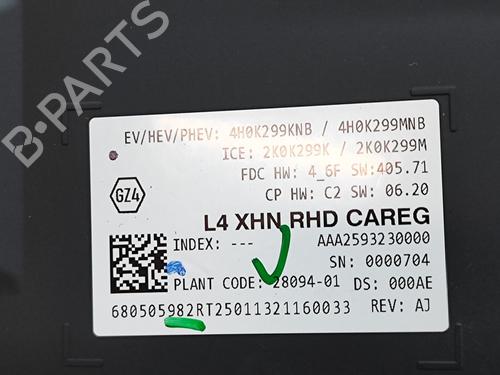 EV/HEV/PHEV: 4H0K299KNB / 4H0K299MNB
ICE: 2K0K299K / 2K0K299M
FDC HW: 4_6F SW:405.71
CP HW: C2 SW: 06.20
GZ4
L4 XHN RHD CAREG
INDEX: --- AAA2593230000
SN: 0000704
PLANT CODE: 28094-01 DS: 000AE
680505982RT25011321160033 REV: AJ
B-PARTS